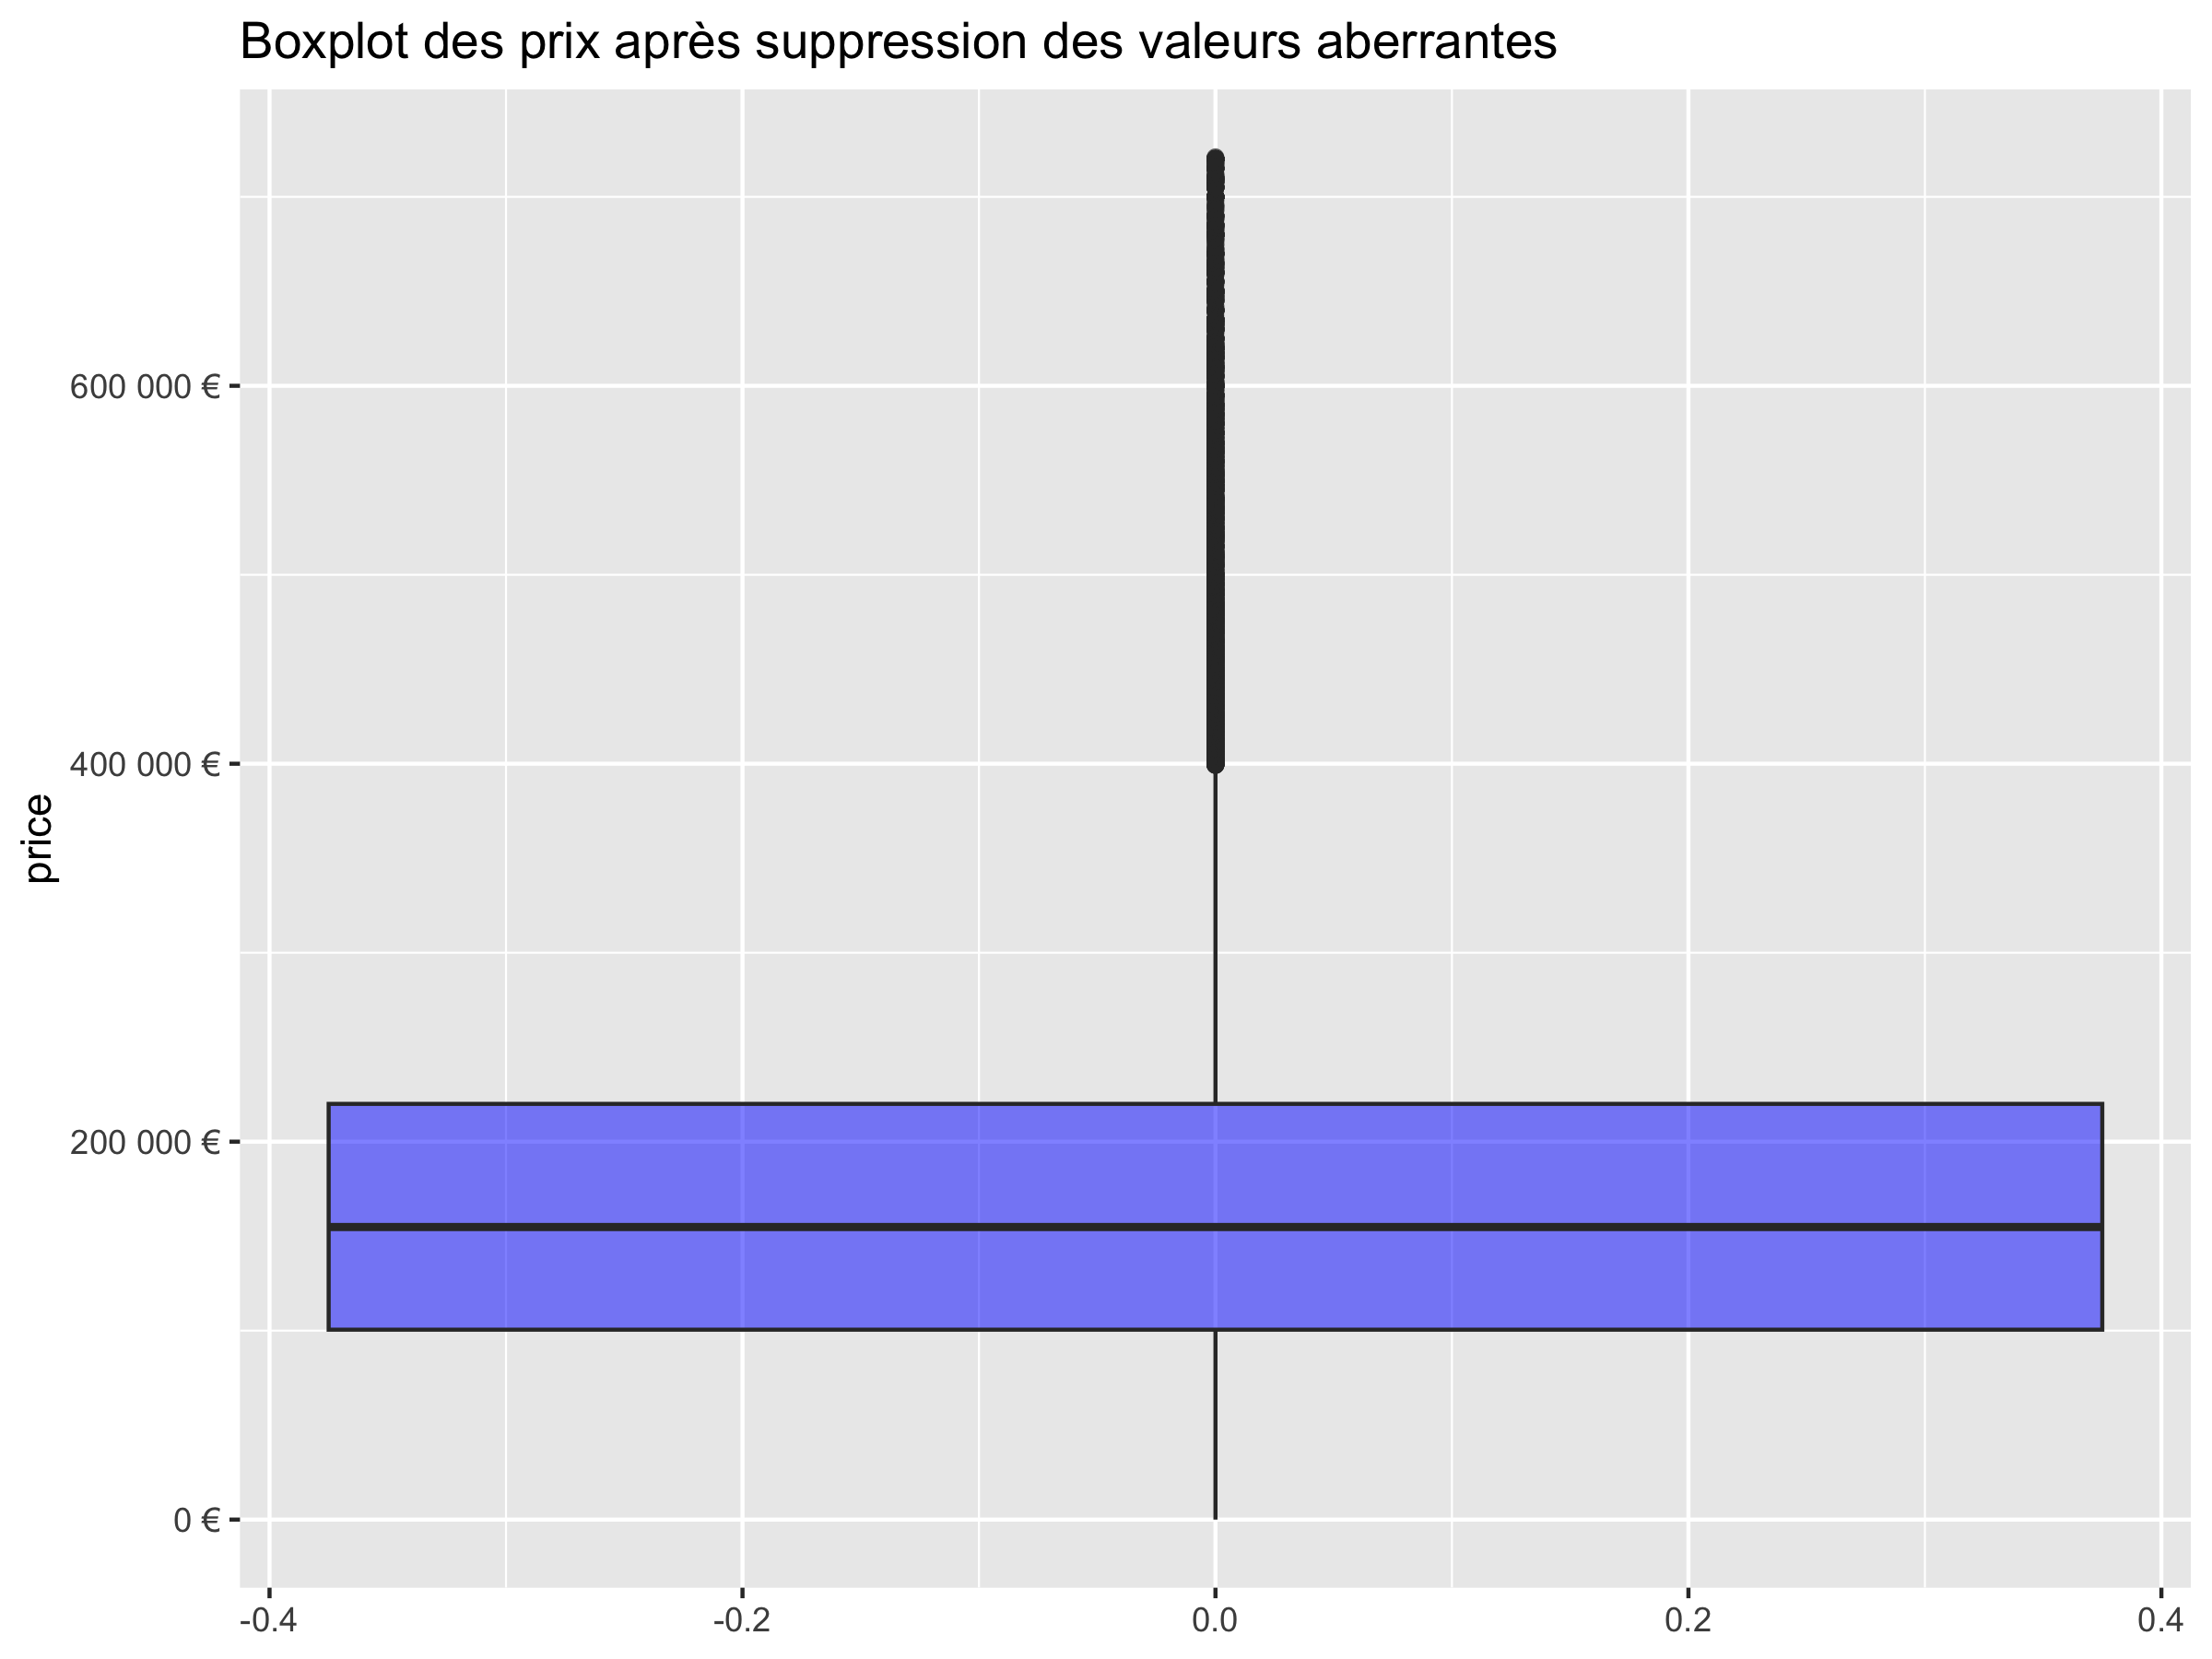 Boxplot des prix après suppression des valeurs aberrantes
price
600 000 €
400 000 €
200 000 €
0 €
-0.4
-0.2
0.0
0.2
0.4